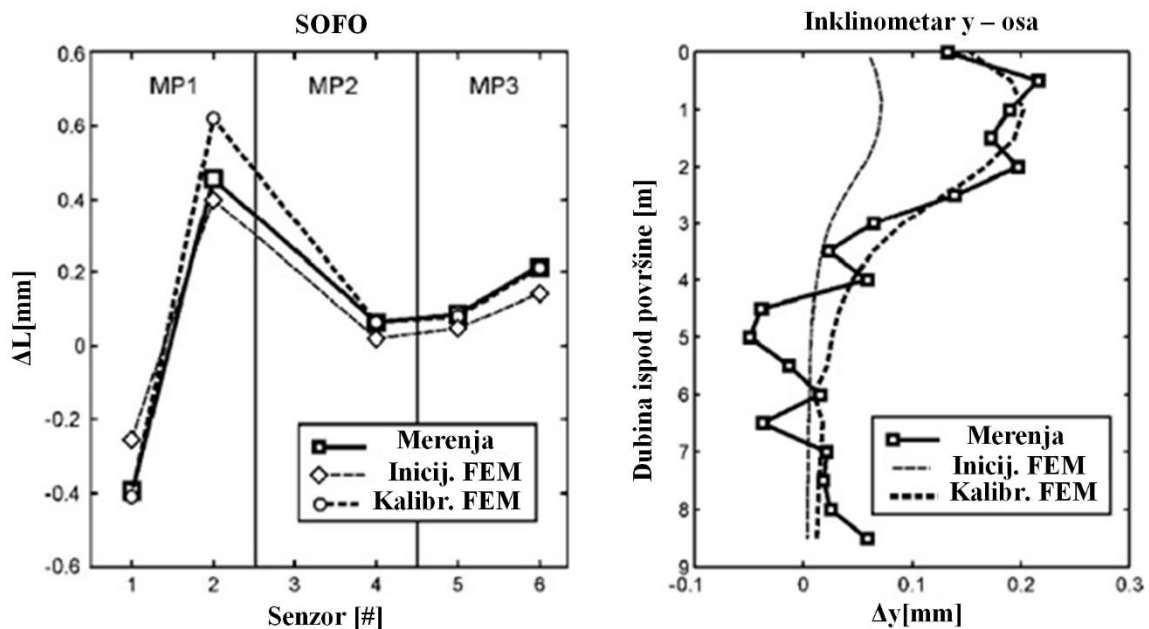 SOFO
0.6
0.6
0.4
0.2
0
-0.2
-0.4
-0.6
ΔL[mm]
MP1
MP2
MP3
Merenja
Inicij. FEM
Kalibr. FEM
1
2
3
4
5
6
Senzor [#]
Inklinometar y – osa
0
1
2
3
4
5
6
7
8
9
Dubina ispod površine [m]
Merenja
Inicij. FEM
Kalibr. FEM
-0.1
0
0.1
0.2
0.3
Δy[mm]